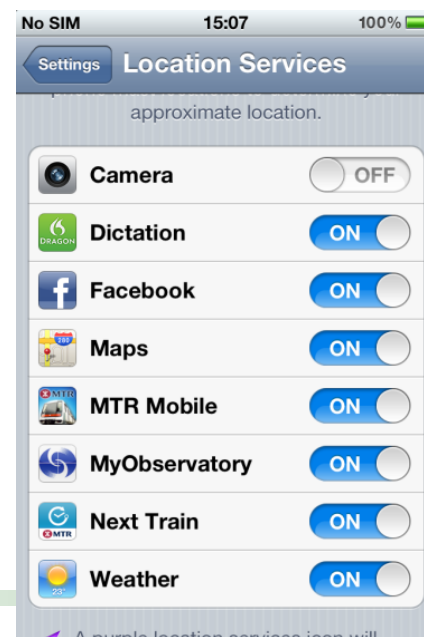 No SIM 15:07 100%
Settings Location Services
approximate location.
Camera OFF
DRAGON Dictation ON
Facebook ON
280 Maps ON
MTR MTR Mobile ON
MyObservatory ON
MTR Next Train ON
23° Weather ON
A purple location services icon will